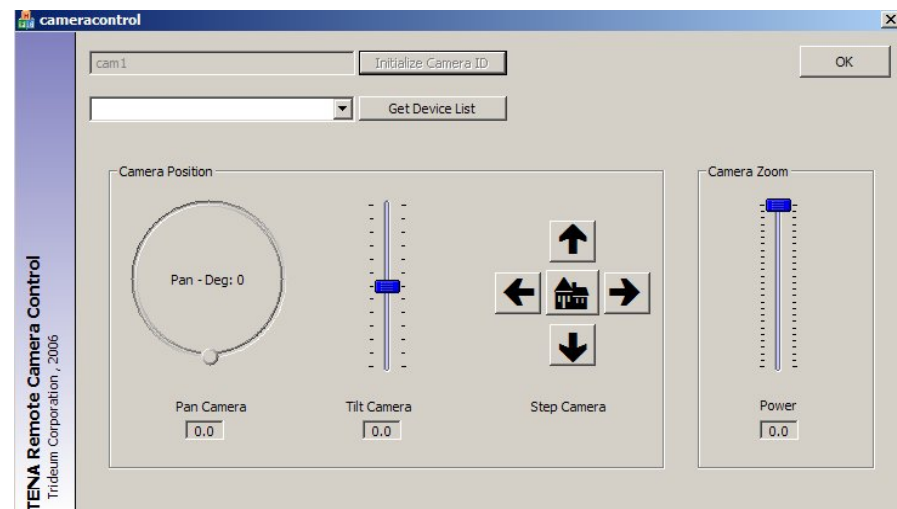 cameracontrol
cam1
Initialize Camera ID
OK
Get Device List
Camera Position
Camera Zoom
Pan - Deg: 0
Pan Camera
Tilt Camera
Step Camera
Power
0.0
0.0
0.0
TENA Remote Camera Control
Trideum Corporation, 2006